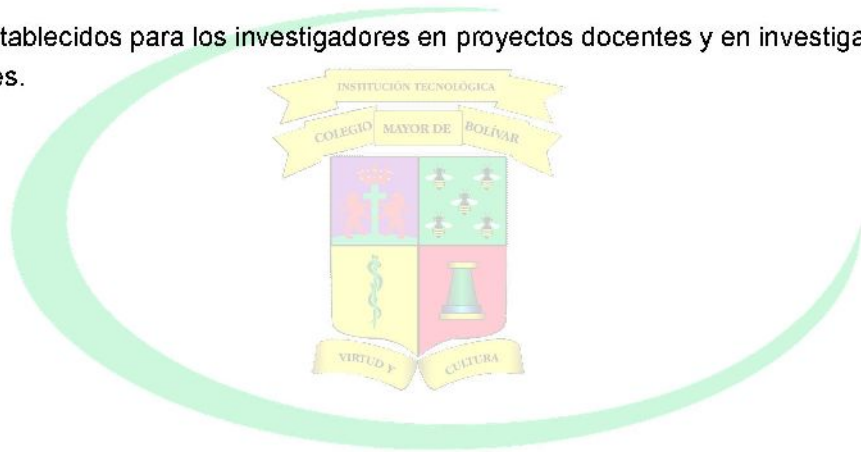 tablecidos para los investigadores en proyectos docentes y en investiga
es.
INSTITUCIÓN TECNOLÓGICA
COLEGIO MAYOR DE BOLÍVAR
VIRTUD Y CULTURA